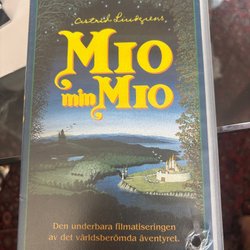 Astrid Lindgrens
MIO
min
MIO
Den underbara filmatiseringen
av det världsberömda äventyret.